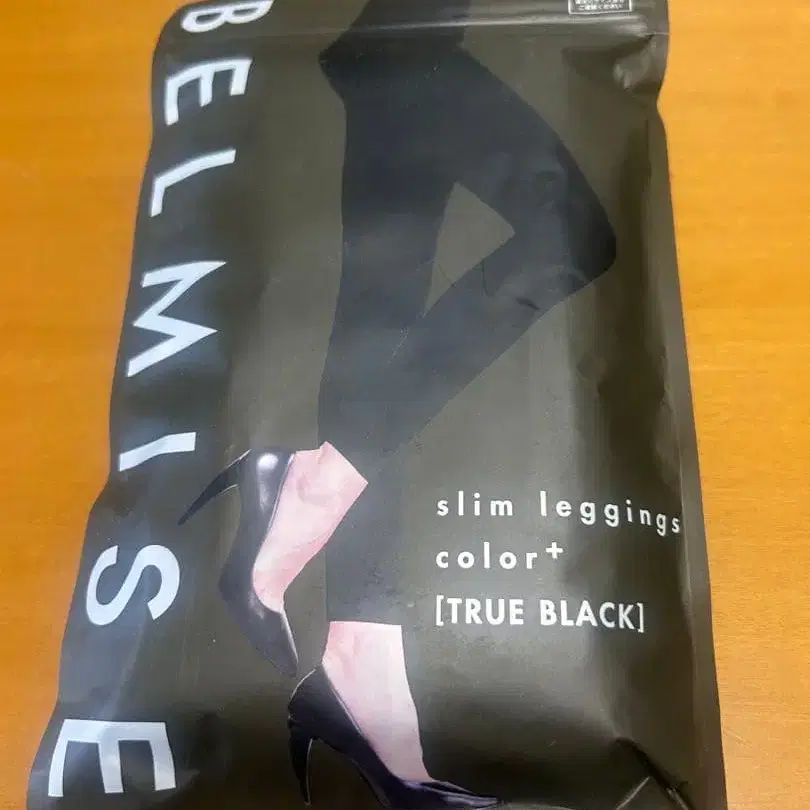 BELMISE
slim leggings
color+
[TRUE BLACK]